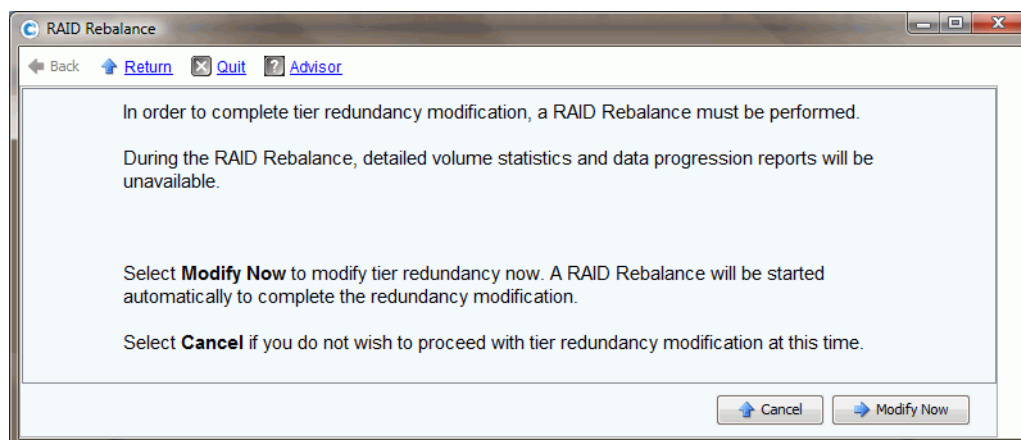 RAID Rebalance
Back Return Quit Advisor
In order to complete tier redundancy modification, a RAID Rebalance must be performed.
During the RAID Rebalance, detailed volume statistics and data progression reports will be
unavailable.
Select Modify Now to modify tier redundancy now. A RAID Rebalance will be started
automatically to complete the redundancy modification.
Select Cancel if you do not wish to proceed with tier redundancy modification at this time.
Cancel Modify Now